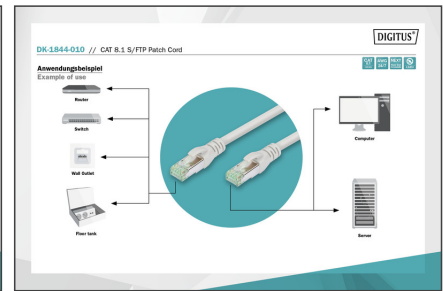 DIGITUS®
DK-1844-010 // CAT 8.1 S/FTP Patch Cord
Anwendungsbeispiel
Example of use
Router
Switch
Wall Outlet
Floor tank
Computer
Server